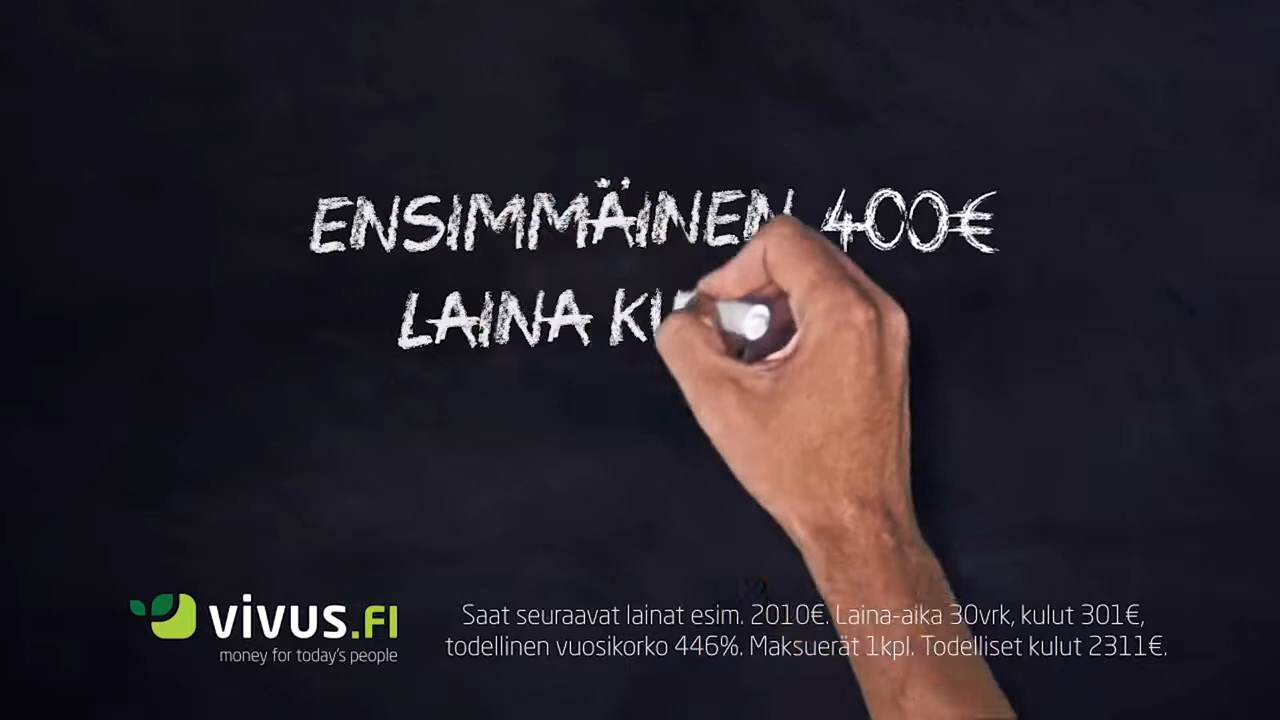 ENSIMMÄINEN 400€
LAINA
VIVUS.FI
money for today's people
Saat seuraavat lainat esim. 2010€. Laina-aika 30vrk, kulut 301€,
todellinen vuosikorko 446%. Maksuerät 1kpl. Todelliset kulut 2311€.